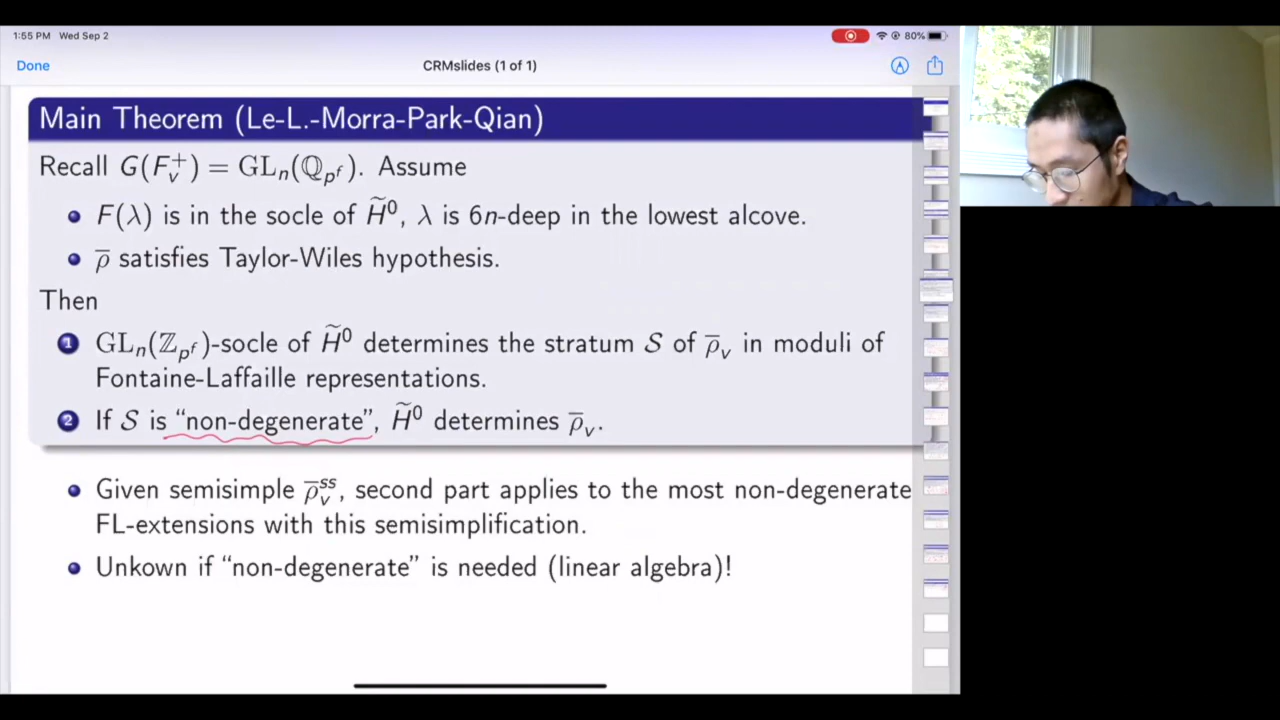 1:55 PM Wed Sep 2
80%
Done
CRMslides (1 of 1)
Main Theorem (Le-L.-Morra-Park-Qian)
Recall G(F_v^+) = GL_n(ℚ_{p^f}). Assume
F(λ) is in the socle of H̃^0, λ is 6n-deep in the lowest alcove.
ρ̄ satisfies Taylor-Wiles hypothesis.
Then
1 GL_n(ℤ_{p^f})-socle of H̃^0 determines the stratum 𝒮 of ρ̄_v in moduli of
Fontaine-Laffaille representations.
2 If 𝒮 is “non-degenerate”, H̃^0 determines ρ̄_v.
Given semisimple ρ̄_v^{ss}, second part applies to the most non-degenerate
FL-extensions with this semisimplification.
Unkown if “non-degenerate” is needed (linear algebra)!